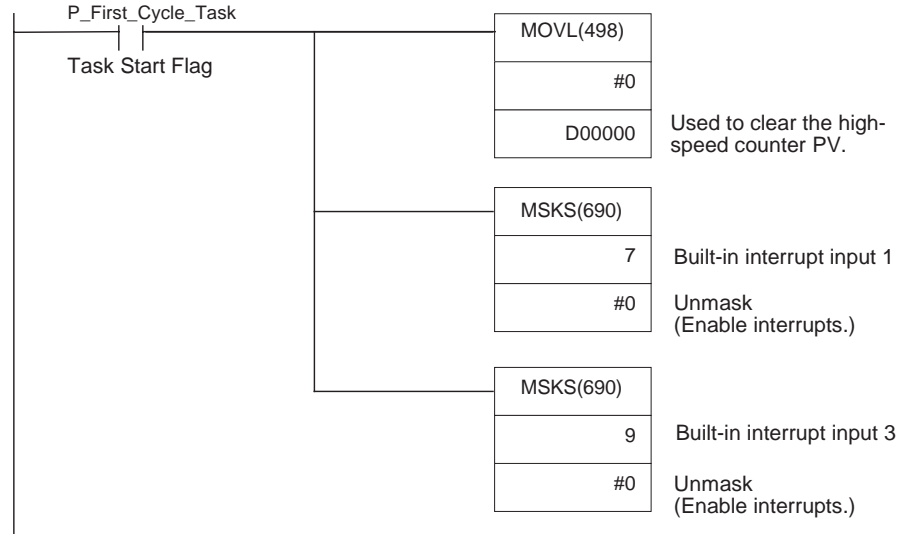 P_First_Cycle_Task
Task Start Flag
MOVL(498)
#0
D00000
Used to clear the high-
speed counter PV.
MSKS(690)
7
Built-in interrupt input 1
#0
Unmask
(Enable interrupts.)
MSKS(690)
9
Built-in interrupt input 3
#0
Unmask
(Enable interrupts.)